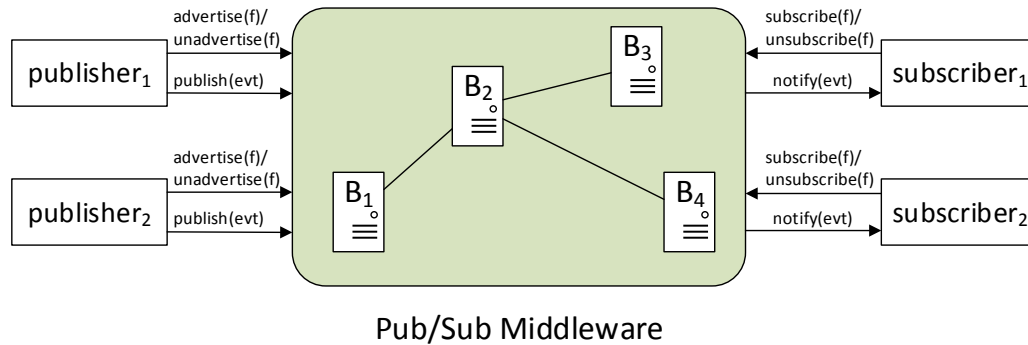 advertise(f)/
unadvertise(f)
publisher₁
publish(evt)
advertise(f)/
unadvertise(f)
publisher₂
publish(evt)
B₁
B₂
B₃
B₄
subscribe(f)/
unsubscribe(f)
subscriber₁
notify(evt)
subscribe(f)/
unsubscribe(f)
subscriber₂
notify(evt)
Pub/Sub Middleware